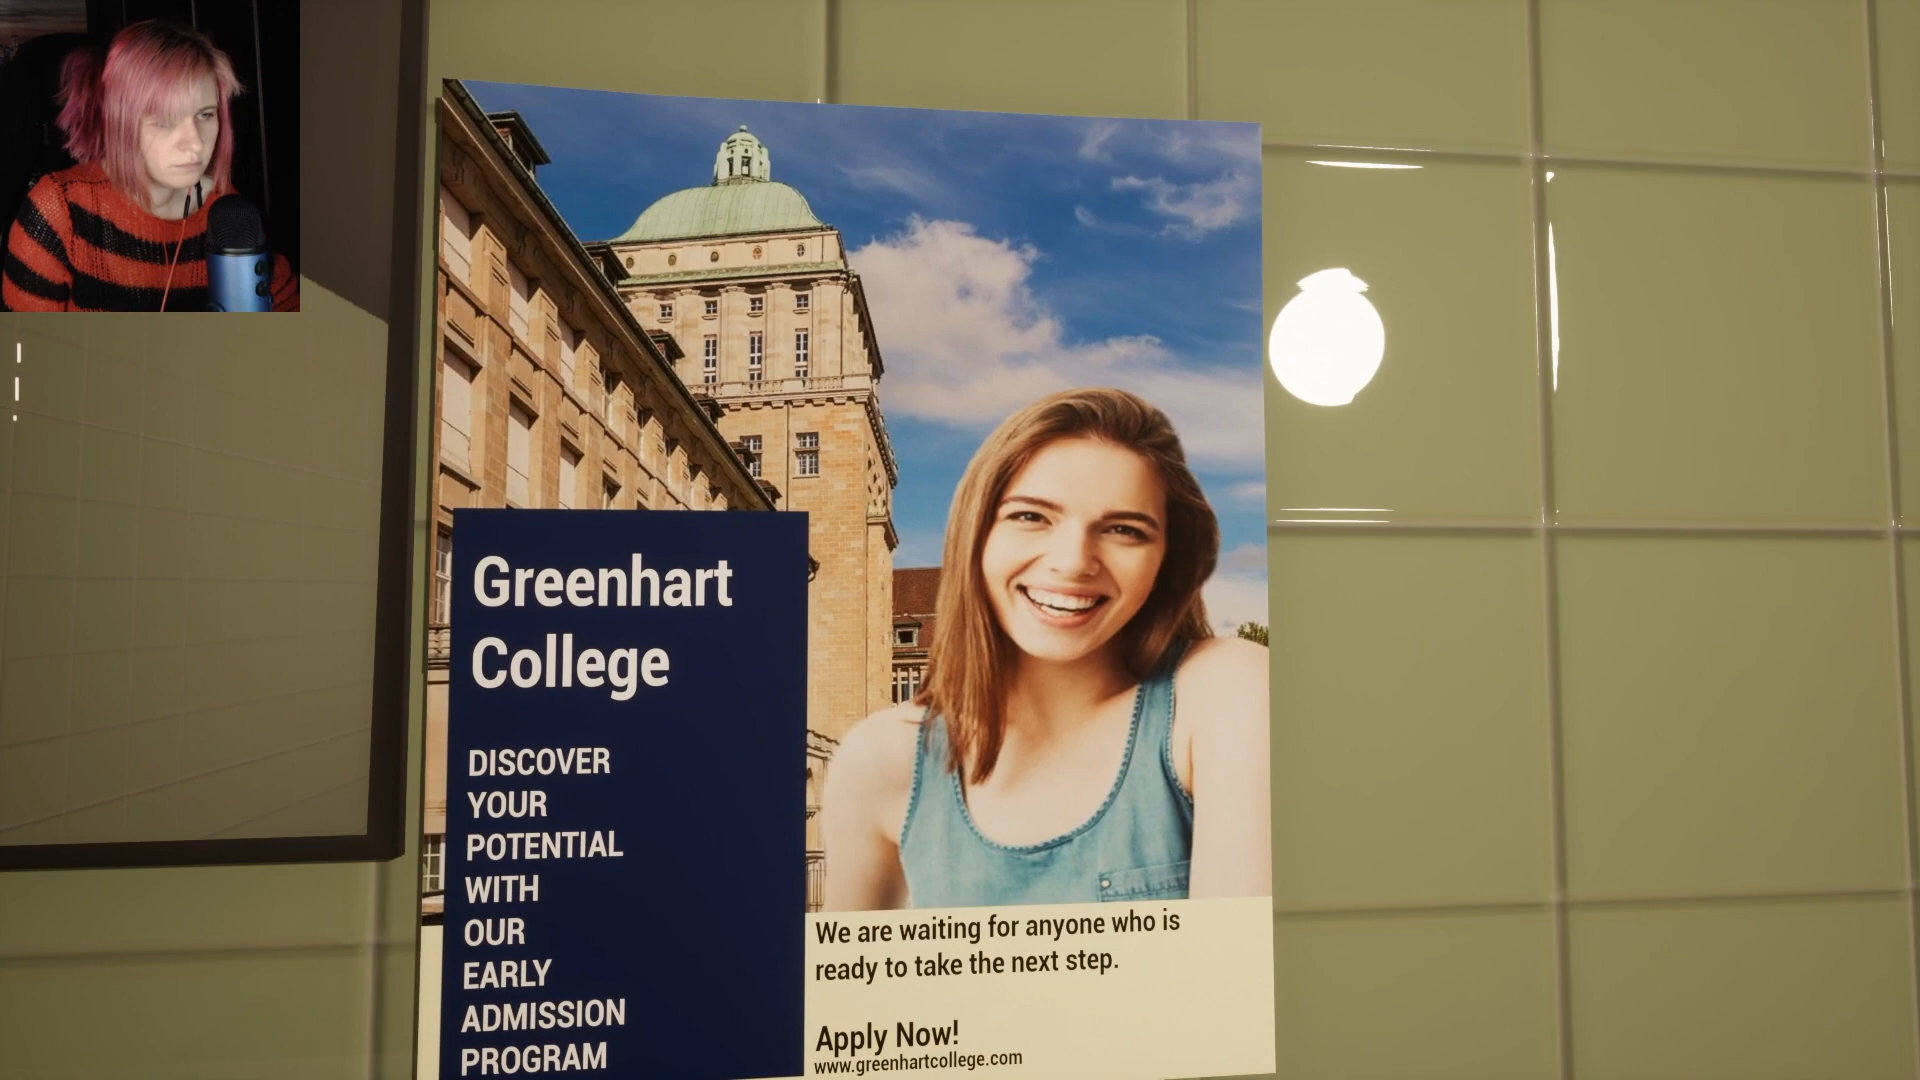 Greenhart
College
DISCOVER
YOUR
POTENTIAL
WITH
OUR
EARLY
ADMISSION
PROGRAM
We are waiting for anyone who is
ready to take the next step.
Apply Now!
www.greenhartcollege.com